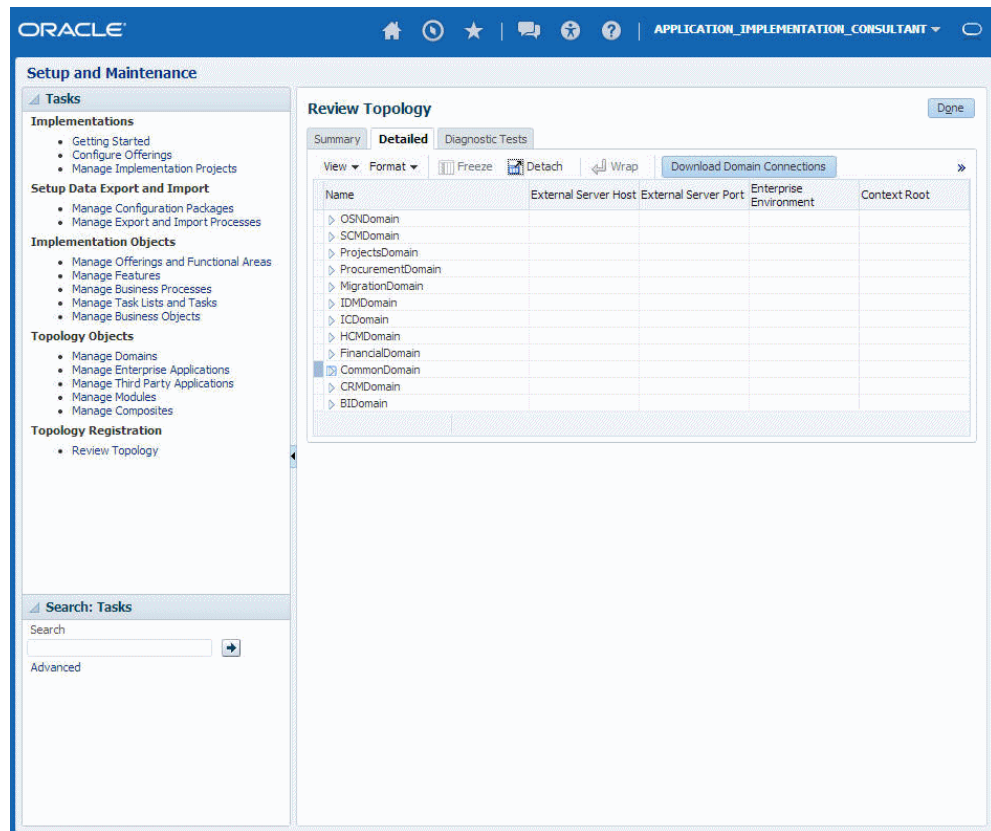 ORACLE
APPLICATION_IMPLEMENTATION_CONSULTANT
Setup and Maintenance
Tasks
Implementations
Getting Started
Configure Offerings
Manage Implementation Projects
Setup Data Export and Import
Manage Configuration Packages
Manage Export and Import Processes
Implementation Objects
Manage Offerings and Functional Areas
Manage Features
Manage Business Processes
Manage Task Lists and Tasks
Manage Business Objects
Topology Objects
Manage Domains
Manage Enterprise Applications
Manage Third Party Applications
Manage Modules
Manage Composites
Topology Registration
Review Topology
Search: Tasks
Search
Advanced
Review Topology
Done
Summary Detailed Diagnostic Tests
View Format Freeze Detach Wrap Download Domain Connections »
Name External Server Host External Server Port Enterprise Environment Context Root
OSNDomain
SCMDomain
ProjectsDomain
ProcurementDomain
MigrationDomain
IDMDomain
ICDomain
HCMDomain
FinancialDomain
CommonDomain
CRMDomain
BIDomain